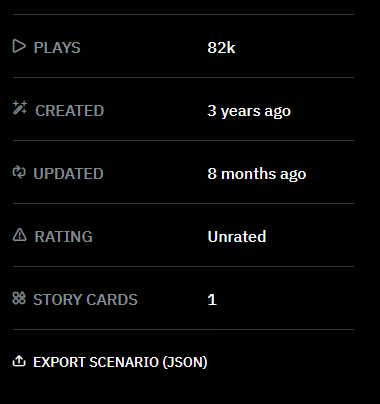 PLAYS 82k
CREATED 3 years ago
UPDATED 8 months ago
RATING Unrated
STORY CARDS 1
EXPORT SCENARIO (JSON)